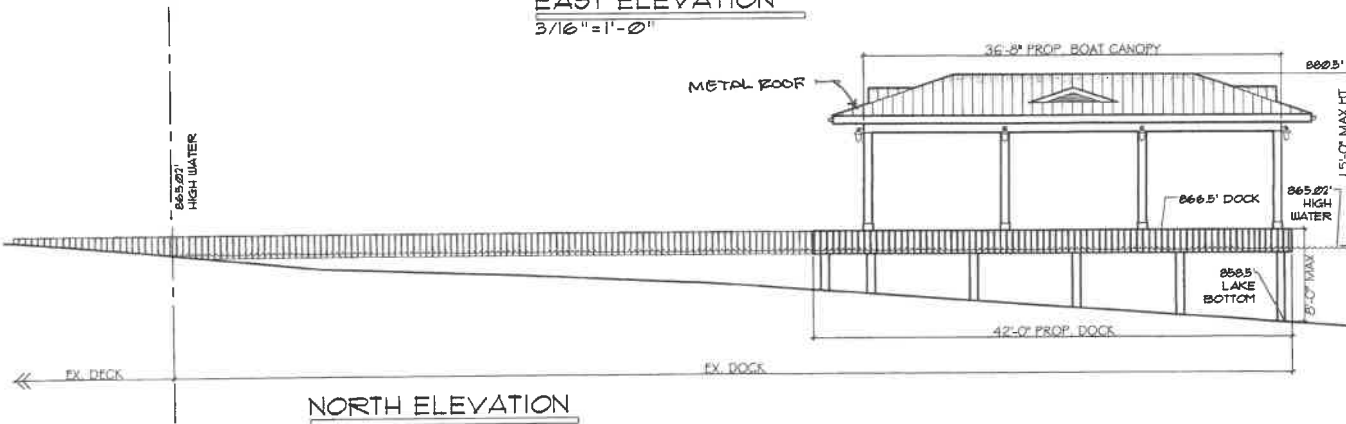 EAST ELEVATION
3/16"=1'-0"
36'-8" PROP. BOAT CANOPY
880.5'
METAL ROOF
15'-0" MAX HT
865.02'
HIGH WATER
866.5' DOCK
865.02'
HIGH
WATER
858.5'
LAKE
BOTTOM
8'-0" MAX
42'-0" PROP. DOCK
EX. DECK
EX. DOCK
NORTH ELEVATION